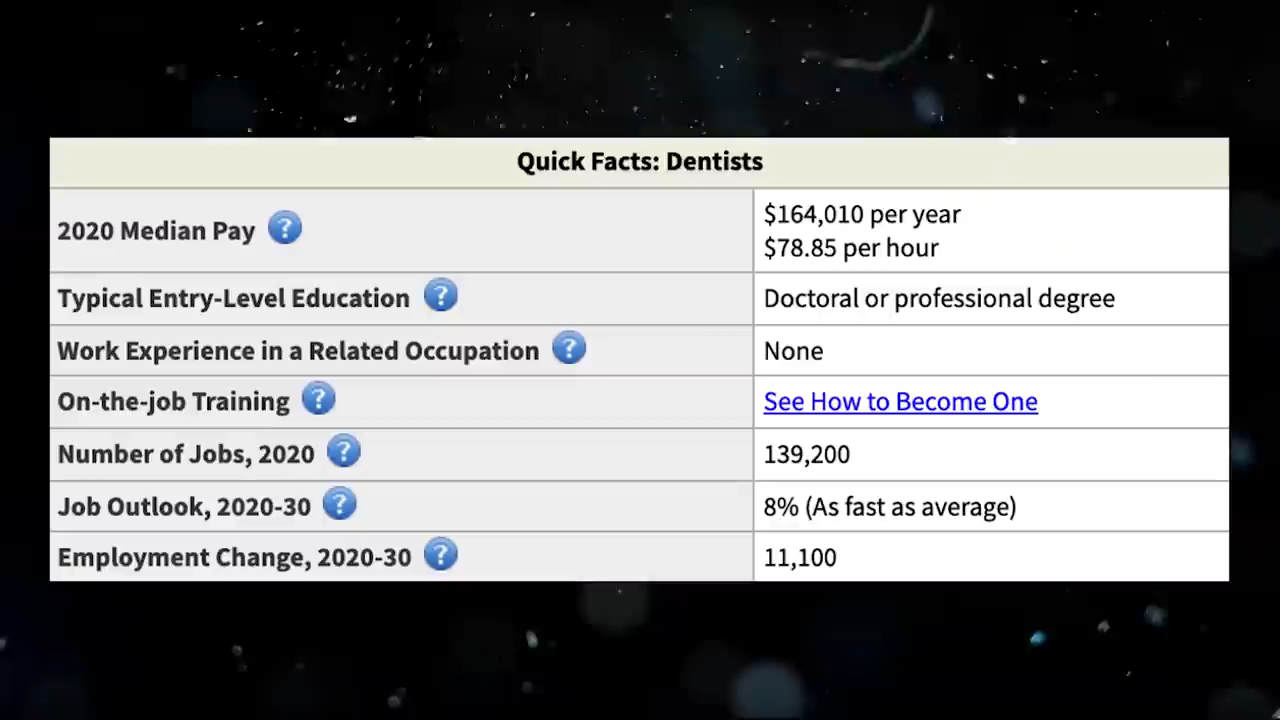 Quick Facts: Dentists
2020 Median Pay ?
$164,010 per year
$78.85 per hour
Typical Entry-Level Education ?
Doctoral or professional degree
Work Experience in a Related Occupation ?
None
On-the-job Training ?
See How to Become One
Number of Jobs, 2020 ?
139,200
Job Outlook, 2020-30 ?
8% (As fast as average)
Employment Change, 2020-30 ?
11,100